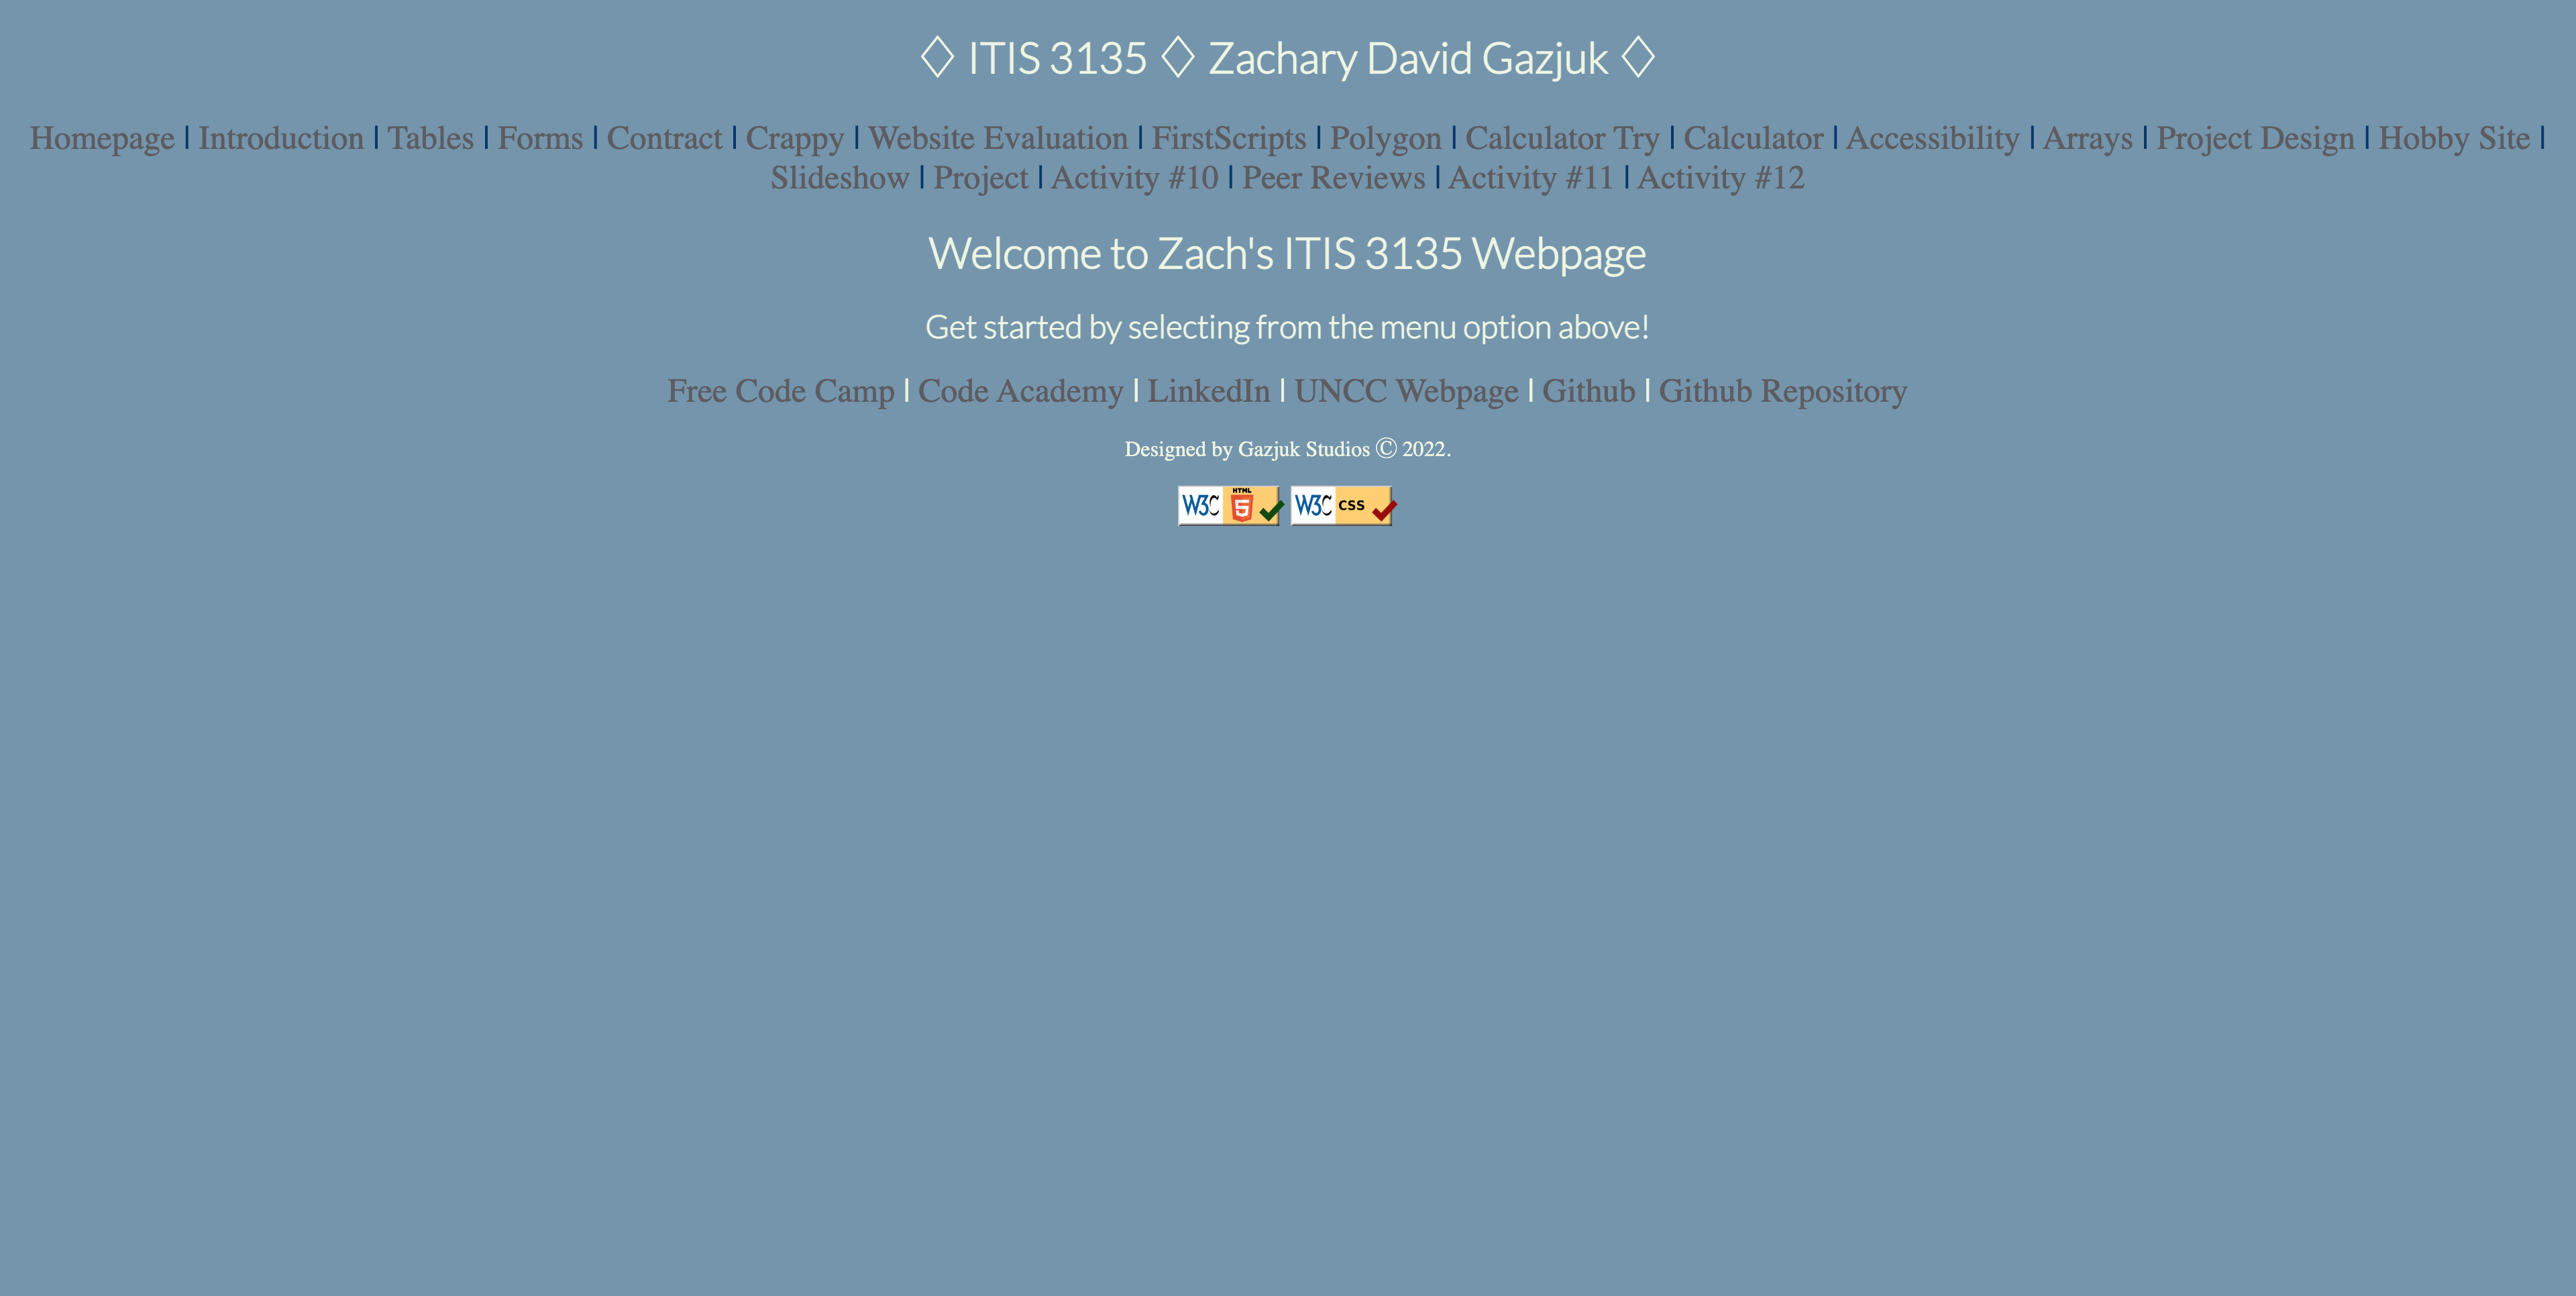 ♢ ITIS 3135 ♢ Zachary David Gazjuk ♢
Homepage | Introduction | Tables | Forms | Contract | Crappy | Website Evaluation | FirstScripts | Polygon | Calculator Try | Calculator | Accessibility | Arrays | Project Design | Hobby Site |
Slideshow | Project | Activity #10 | Peer Reviews | Activity #11 | Activity #12
Welcome to Zach's ITIS 3135 Webpage
Get started by selecting from the menu option above!
Free Code Camp | Code Academy | LinkedIn | UNCC Webpage | Github | Github Repository
Designed by Gazjuk Studios © 2022.
W3C HTML 5 W3C CSS